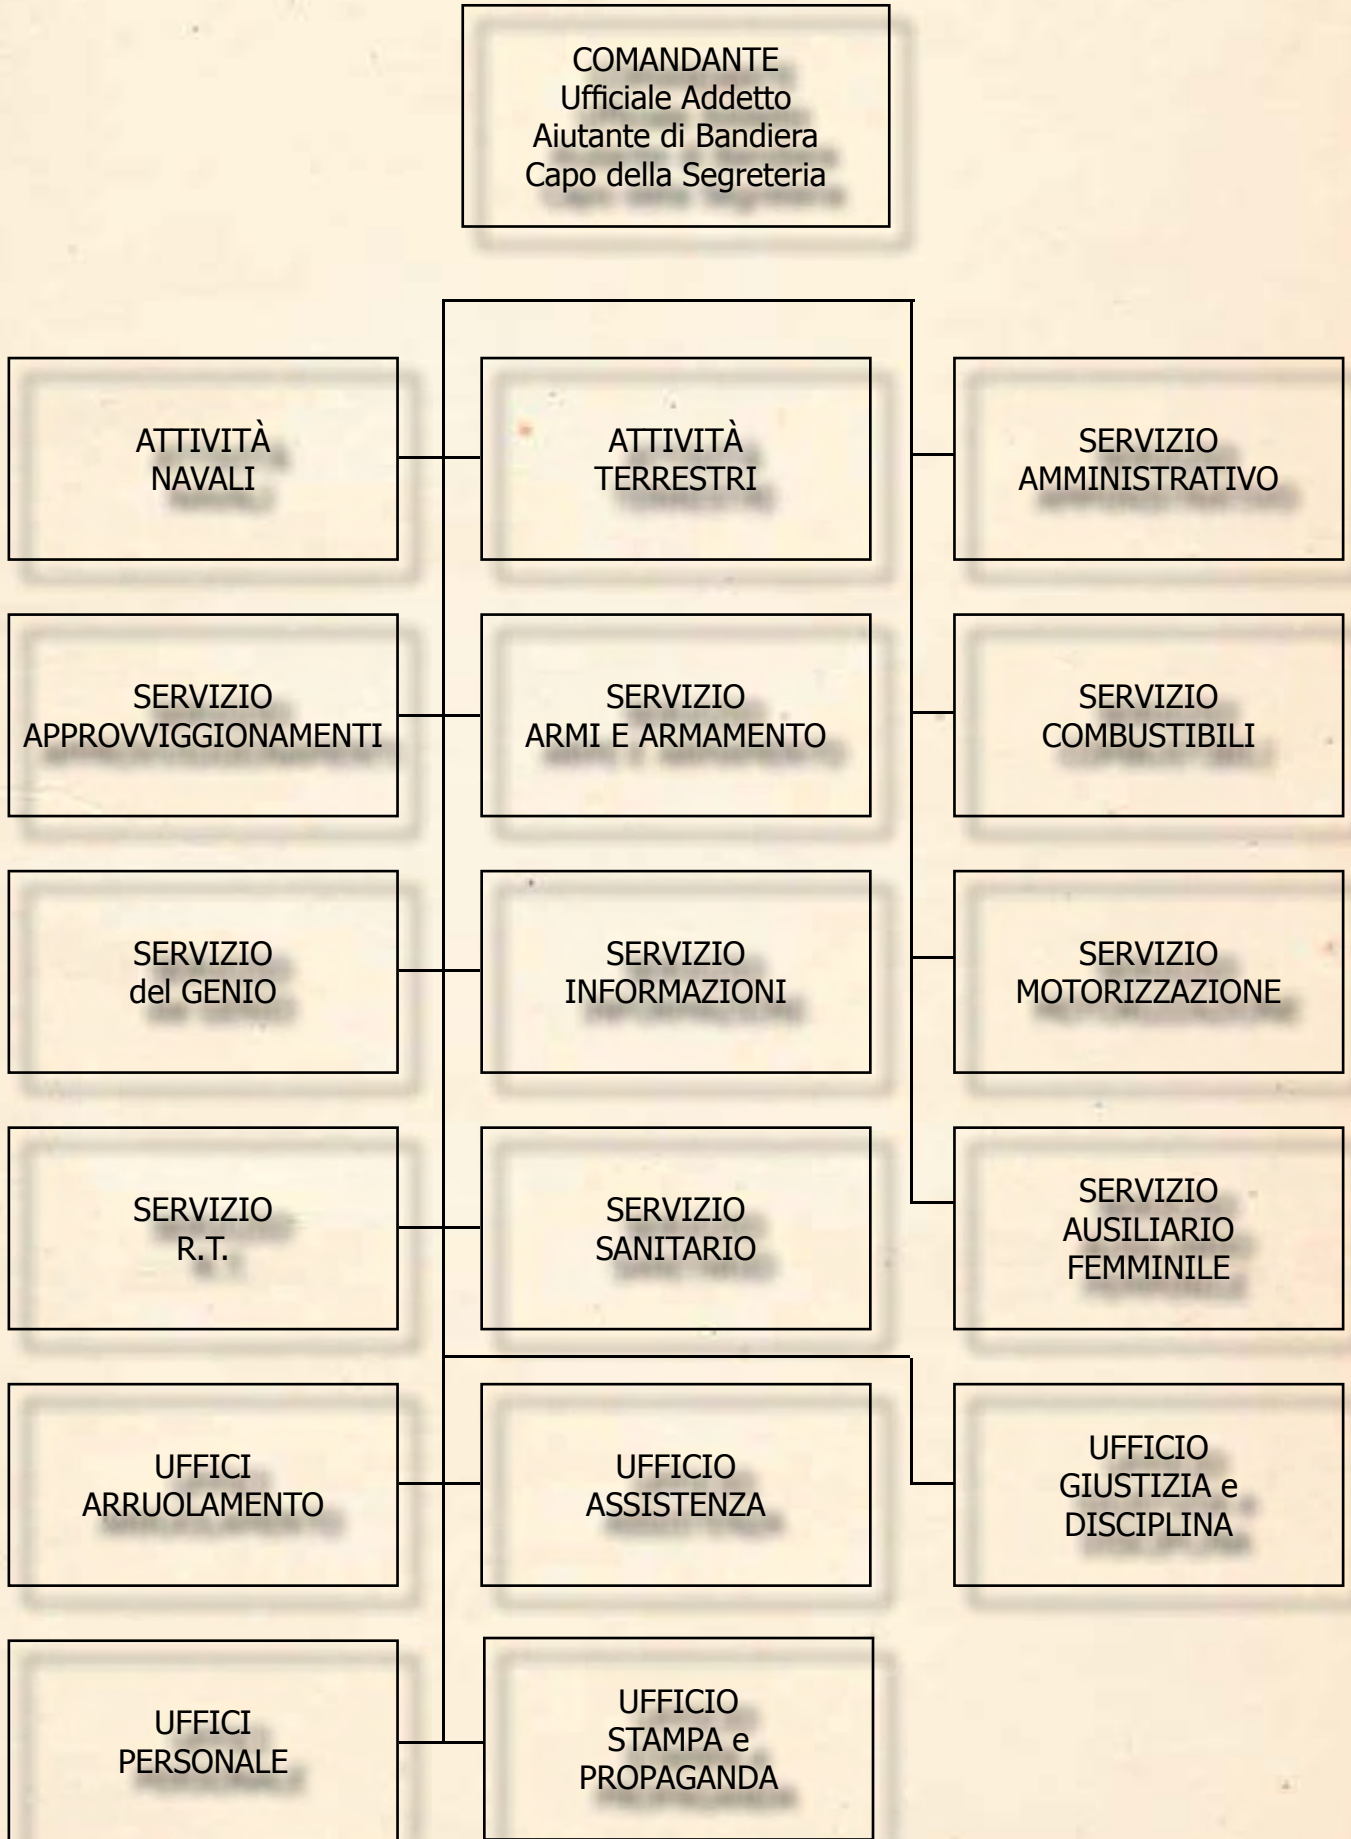 COMANDANTE
Ufficiale Addetto
Aiutante di Bandiera
Capo della Segreteria
ATTIVITÀ
NAVALI
ATTIVITÀ
TERRESTRI
SERVIZIO
AMMINISTRATIVO
SERVIZIO
APPROVVIGGIONAMENTI
SERVIZIO
ARMI E ARMAMENTO
SERVIZIO
COMBUSTIBILI
SERVIZIO
del GENIO
SERVIZIO
INFORMAZIONI
SERVIZIO
MOTORIZZAZIONE
SERVIZIO
R.T.
SERVIZIO
SANITARIO
SERVIZIO
AUSILIARIO
FEMMINILE
UFFICI
ARRUOLAMENTO
UFFICIO
ASSISTENZA
UFFICIO
GIUSTIZIA e
DISCIPLINA
UFFICI
PERSONALE
UFFICIO
STAMPA e
PROPAGANDA